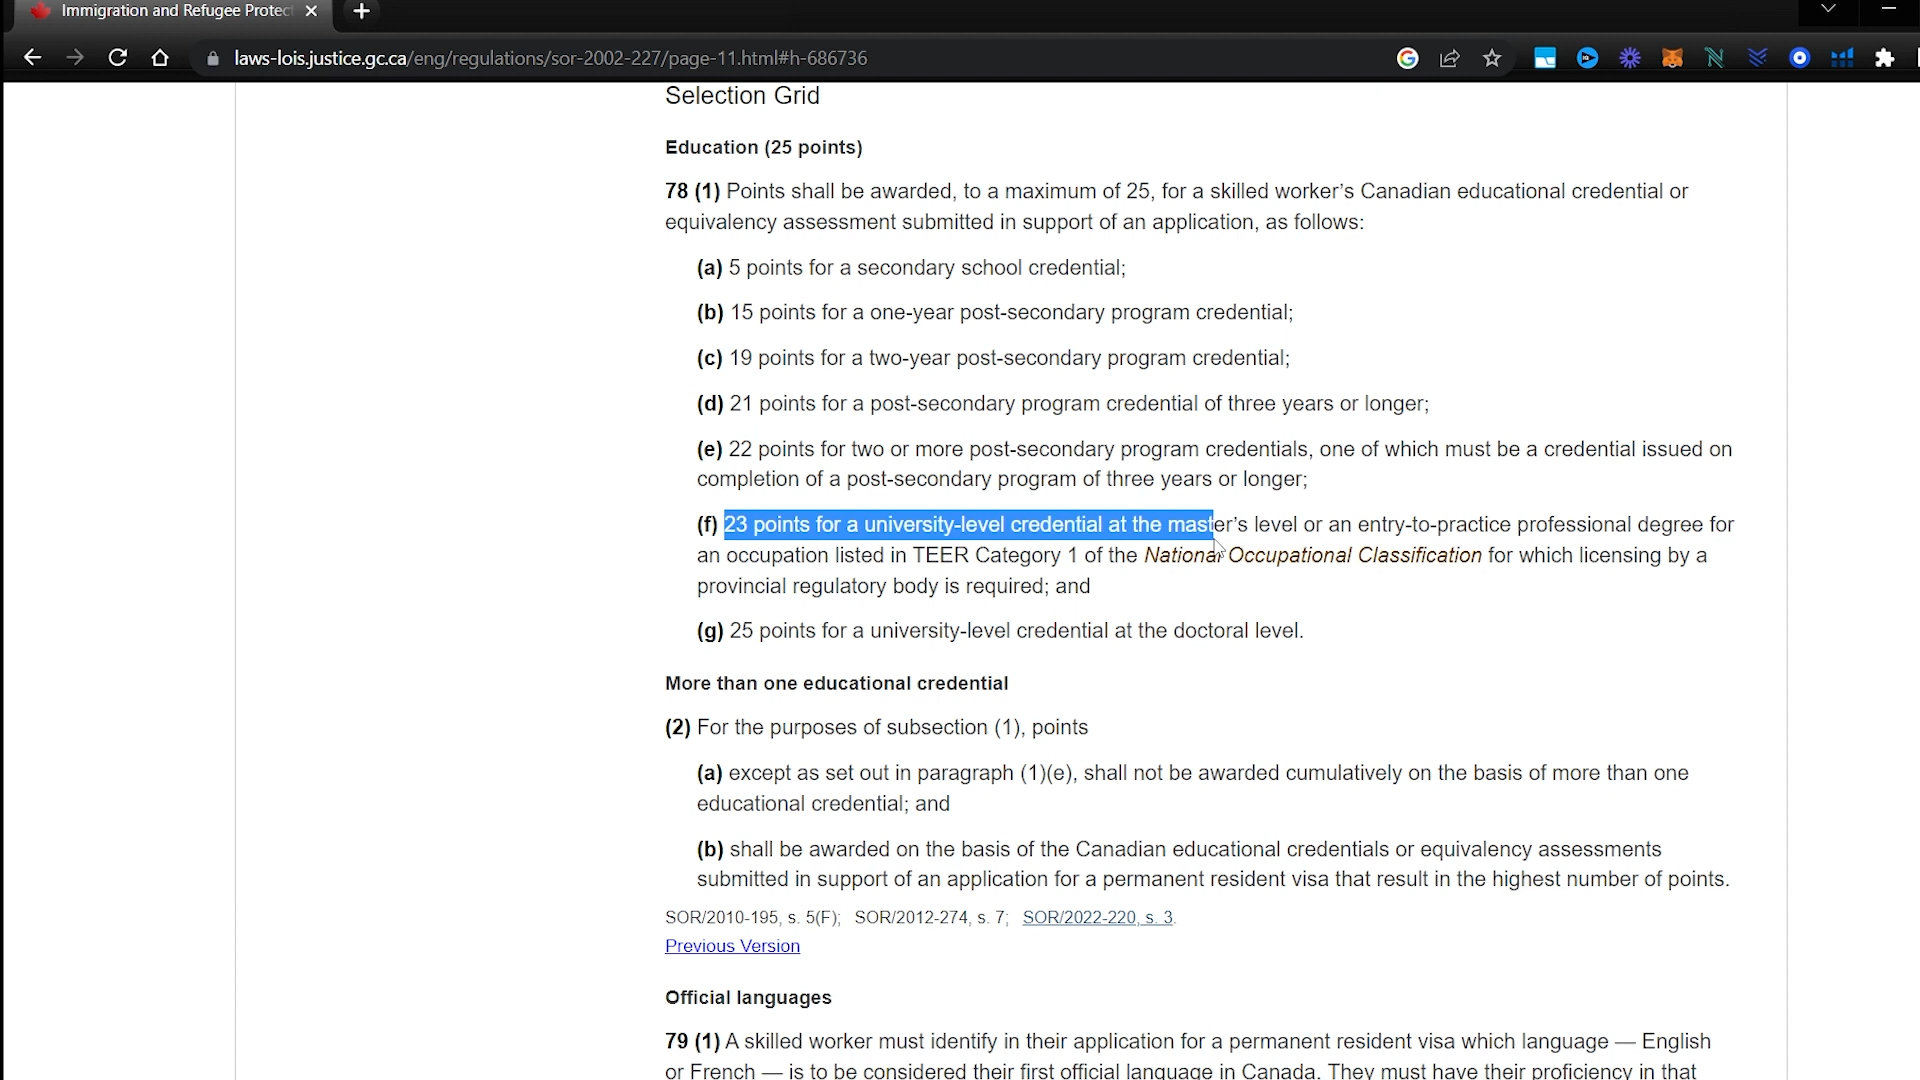 Immigration and Refugee Protec
laws-lois.justice.gc.ca/eng/regulations/sor-2002-227/page-11.html#h-686736
Selection Grid
Education (25 points)
78 (1) Points shall be awarded, to a maximum of 25, for a skilled worker's Canadian educational credential or
equivalency assessment submitted in support of an application, as follows:
(a) 5 points for a secondary school credential;
(b) 15 points for a one-year post-secondary program credential;
(c) 19 points for a two-year post-secondary program credential;
(d) 21 points for a post-secondary program credential of three years or longer;
(e) 22 points for two or more post-secondary program credentials, one of which must be a credential issued on
completion of a post-secondary program of three years or longer;
(f) 23 points for a university-level credential at the master's level or an entry-to-practice professional degree for
an occupation listed in TEER Category 1 of the National Occupational Classification for which licensing by a
provincial regulatory body is required; and
(g) 25 points for a university-level credential at the doctoral level.
More than one educational credential
(2) For the purposes of subsection (1), points
(a) except as set out in paragraph (1)(e), shall not be awarded cumulatively on the basis of more than one
educational credential; and
(b) shall be awarded on the basis of the Canadian educational credentials or equivalency assessments
submitted in support of an application for a permanent resident visa that result in the highest number of points.
SOR/2010-195, s. 5(F); SOR/2012-274, s. 7; SOR/2022-220, s. 3.
Previous Version
Official languages
79 (1) A skilled worker must identify in their application for a permanent resident visa which language — English
or French — is to be considered their first official language in Canada. They must have their proficiency in that